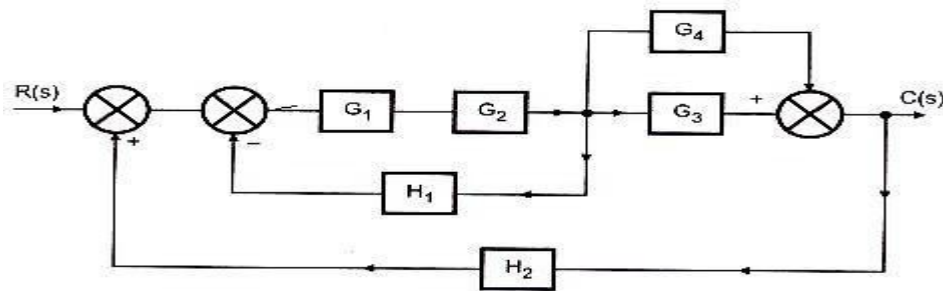 G₄
R(s)
G₁
G₂
G₃
+
C(s)
+
−
H₁
H₂